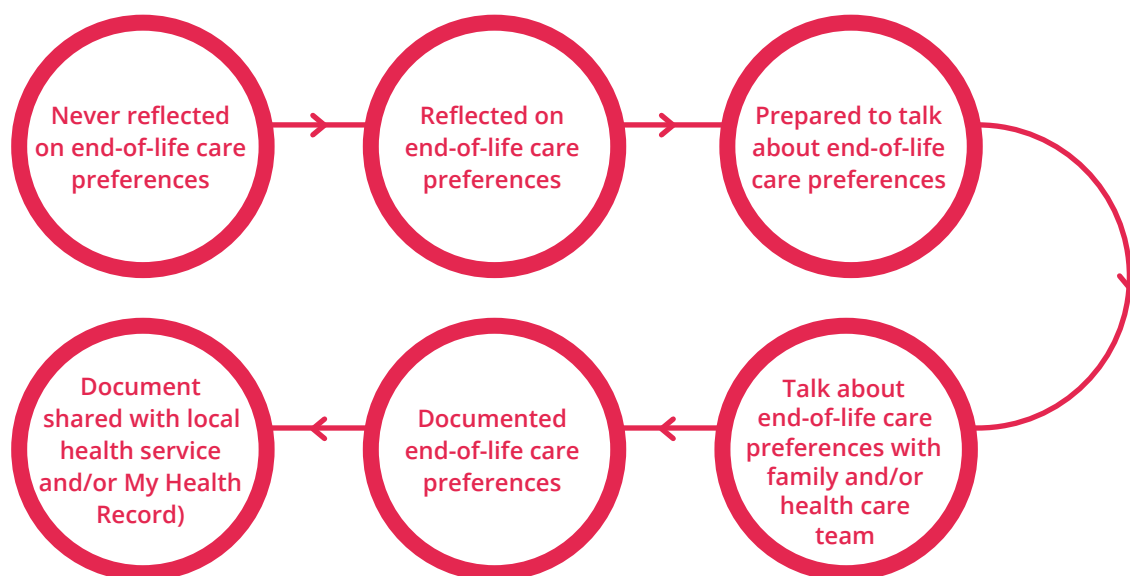 Never reflected
on end-of-life care
preferences
Reflected on
end-of-life care
preferences
Prepared to talk
about end-of-life
care preferences
Talk about
end-of-life care
preferences with
family and/or
health care
team
Documented
end-of-life care
preferences
Document
shared with local
health service
and/or My Health
Record)